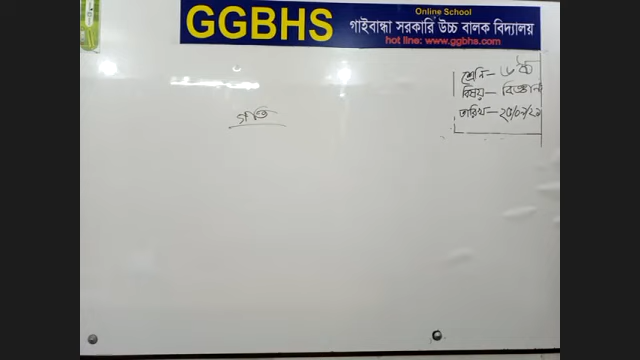 Online School
GGBHS
গাইবান্ধা সরকারি উচ্চ বালক বিদ্যালয়
hot line: www.ggbhs.com
শ্রেনি- ৬ষ্ঠ
বিষয়- বিজ্ঞান
তারিখ-
গতি